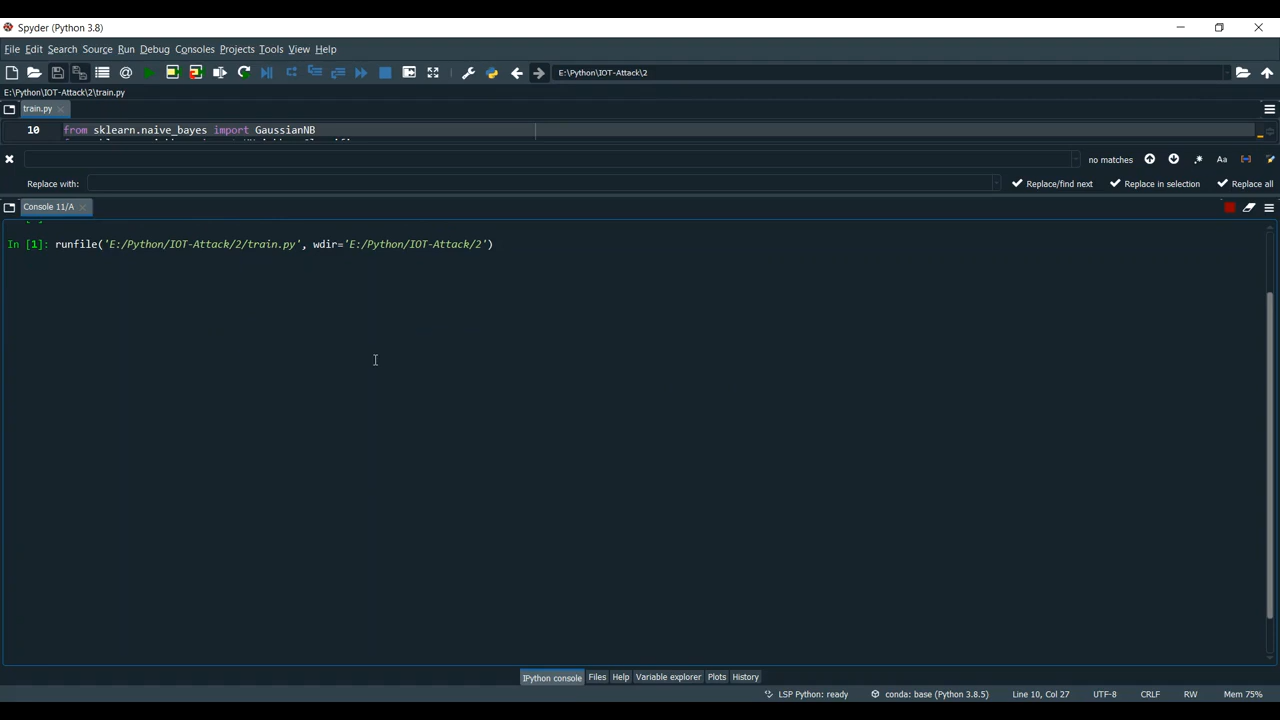 Spyder (Python 3.8)
File Edit Search Source Run Debug Consoles Projects Tools View Help
E:\Python\IOT-Attack\2
E:\Python\IOT-Attack\2\train.py
train.py
10 from sklearn.naive_bayes import GaussianNB
no matches Aa
Replace with: Replace/find next Replace in selection Replace all
Console 11/A
In [1]: runfile('E:/Python/IOT-Attack/2/train.py', wdir='E:/Python/IOT-Attack/2')
IPython console Files Help Variable explorer Plots History
LSP Python: ready conda: base (Python 3.8.5) Line 10, Col 27 UTF-8 CRLF RW Mem 75%